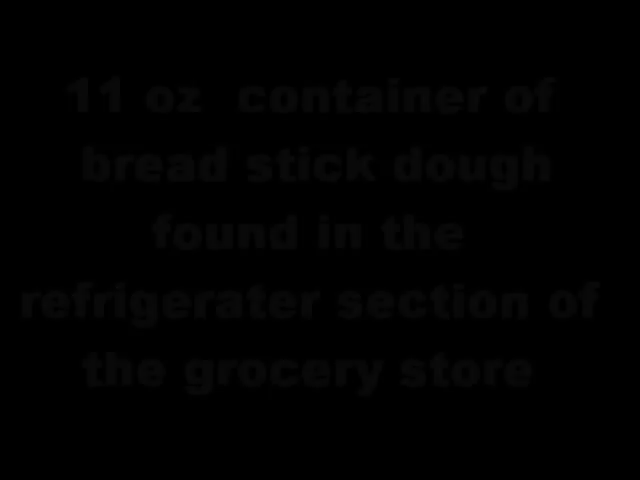 11 oz  container of
bread stick dough
found in the
refrigerater section of
the grocery store